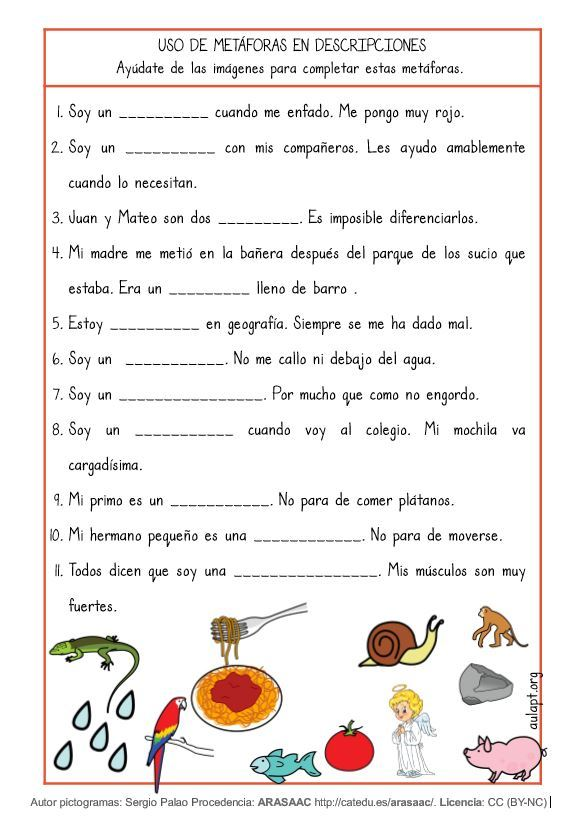 USO DE METÁFORAS EN DESCRIPCIONES
Ayúdate de las imágenes para completar estas metáforas.
1. Soy un __________ cuando me enfado. Me pongo muy rojo.
2. Soy un __________ con mis compañeros. Les ayudo amablemente
cuando lo necesitan.
3. Juan y Mateo son dos _________. Es imposible diferenciarlos.
4. Mi madre me metió en la bañera después del parque de los sucio que
estaba. Era un _________ lleno de barro .
5. Estoy __________ en geografía. Siempre se me ha dado mal.
6. Soy un ___________. No me callo ni debajo del agua.
7. Soy un ________________. Por mucho que como no engordo.
8. Soy un ___________ cuando voy al colegio. Mi mochila va
cargadísima.
9. Mi primo es un ___________. No para de comer plátanos.
10. Mi hermano pequeño es una ____________. No para de moverse.
11. Todos dicen que soy una ________________. Mis músculos son muy
fuertes.
aulapt.org
Autor pictogramas: Sergio Palao Procedencia: ARASAAC http://catedu.es/arasaac/. Licencia: CC (BY-NC)